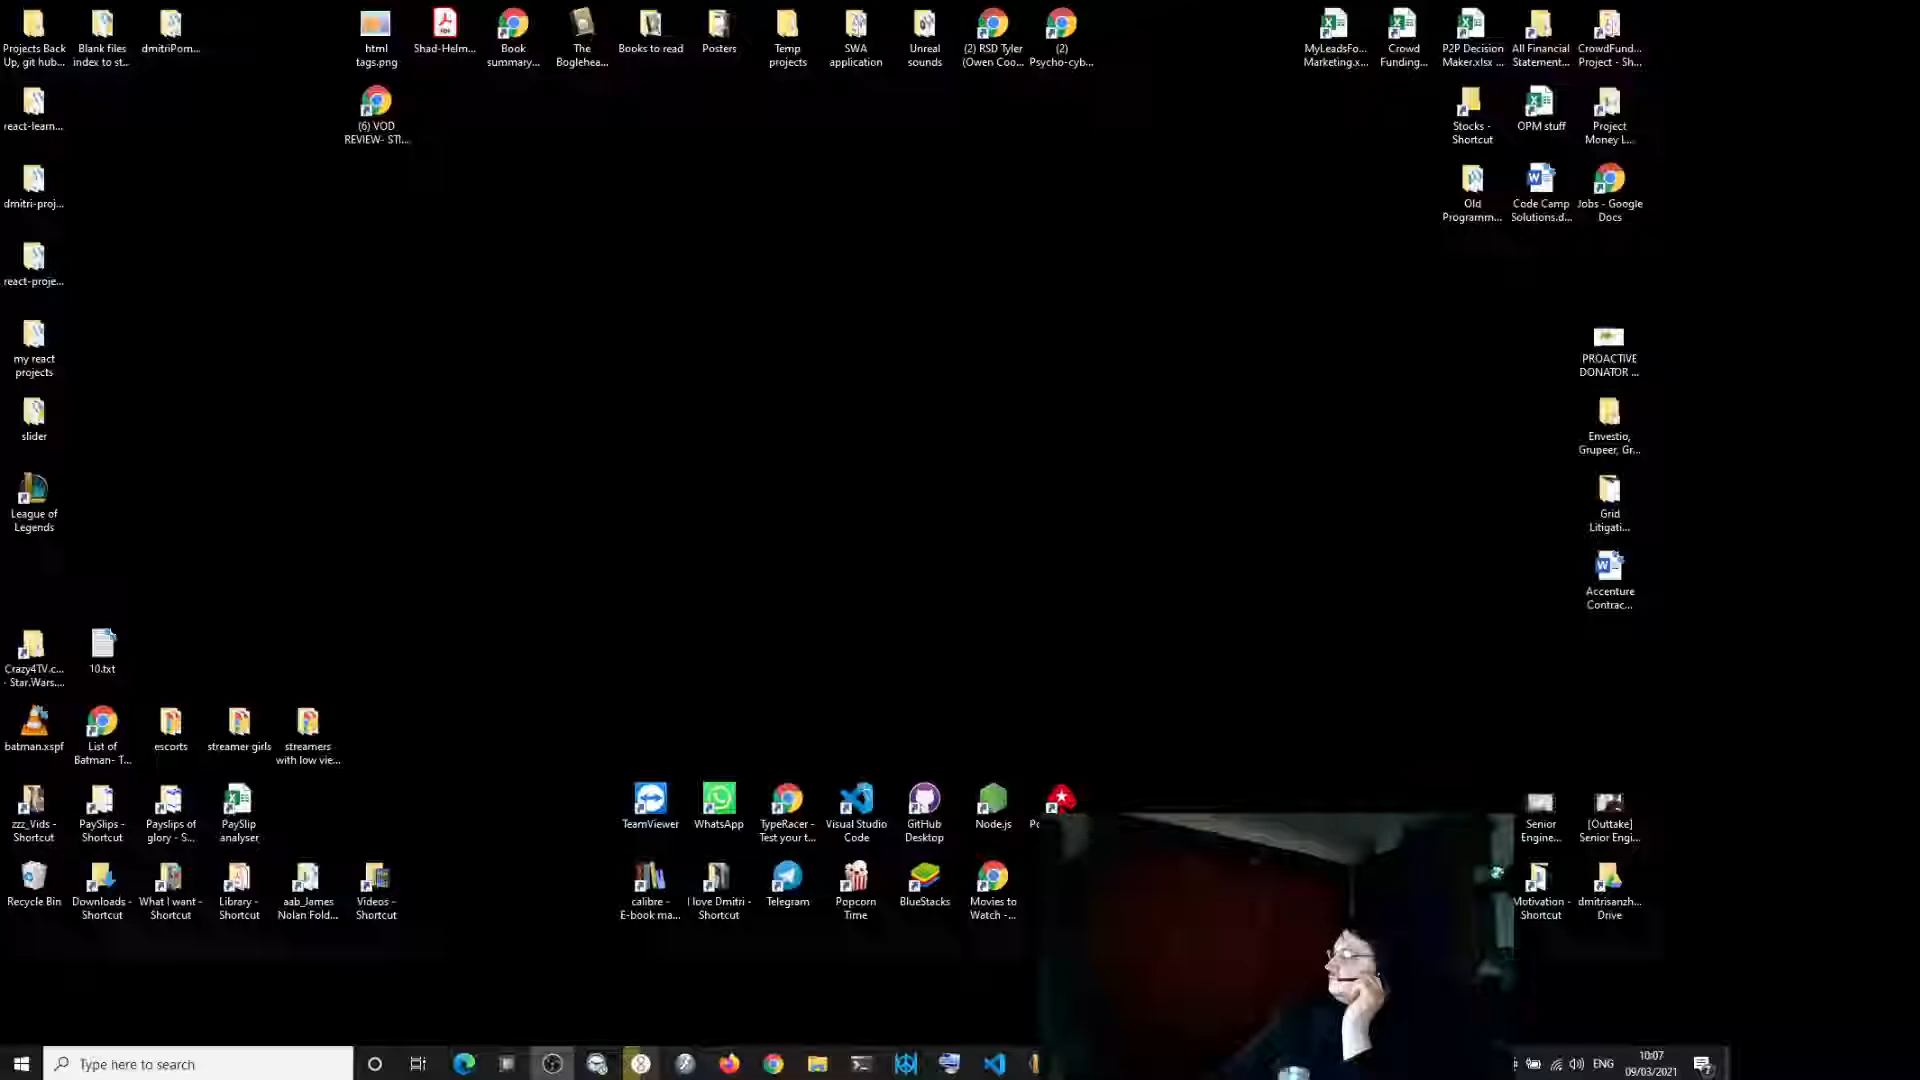 Projects Back
Up, git hub...
Blank files
index to st...
dmitriPom...
html
tags.png
Shad-Helm...
Book
summary...
The
Boglehea...
Books to read
Posters
Temp
projects
SWA
application
Unreal
sounds
(2) RSD Tyler
(Owen Coo...
(2)
Psycho-cyb...
MyLeadsFo...
Marketing.x...
Crowd
Funding...
P2P Decision
Maker.xlsx ...
All Financial
Statement...
CrowdFund...
Project - Sh...
react-learn...
(6) VOD
REVIEW- STI...
Stocks -
Shortcut
OPM stuff
Project
Money L...
dmitri-proj...
Old
Programm...
Code Camp
Solutions.d...
Jobs - Google
Docs
react-proje...
my react
projects
PROACTIVE
DONATOR ...
slider
Envestio,
Grupeer, Gr...
League of
Legends
Grid
Litigati...
Accenture
Contrac...
Crazy4TV.c...
- Star.Wars....
10.txt
batman.xspf
List of
Batman- T...
escorts
streamer girls
streamers
with low vie...
zzz_Vids -
Shortcut
PaySlips -
Shortcut
Payslips of
glory - S...
PaySlip
analyser
TeamViewer
WhatsApp
TypeRacer -
Test your t...
Visual Studio
Code
GitHub
Desktop
Node.js
Senior
Engine...
[Outtake]
Senior Engi...
Recycle Bin
Downloads -
Shortcut
What I want -
Shortcut
Library -
Shortcut
aab_James
Nolan Fold...
Videos -
Shortcut
calibre -
E-book ma...
I love Dmitri -
Shortcut
Telegram
Popcorn
Time
BlueStacks
Movies to
Watch -...
Motivation -
Shortcut
dmitrisanzh...
Drive
Type here to search
ENG
10:07
09/03/2021